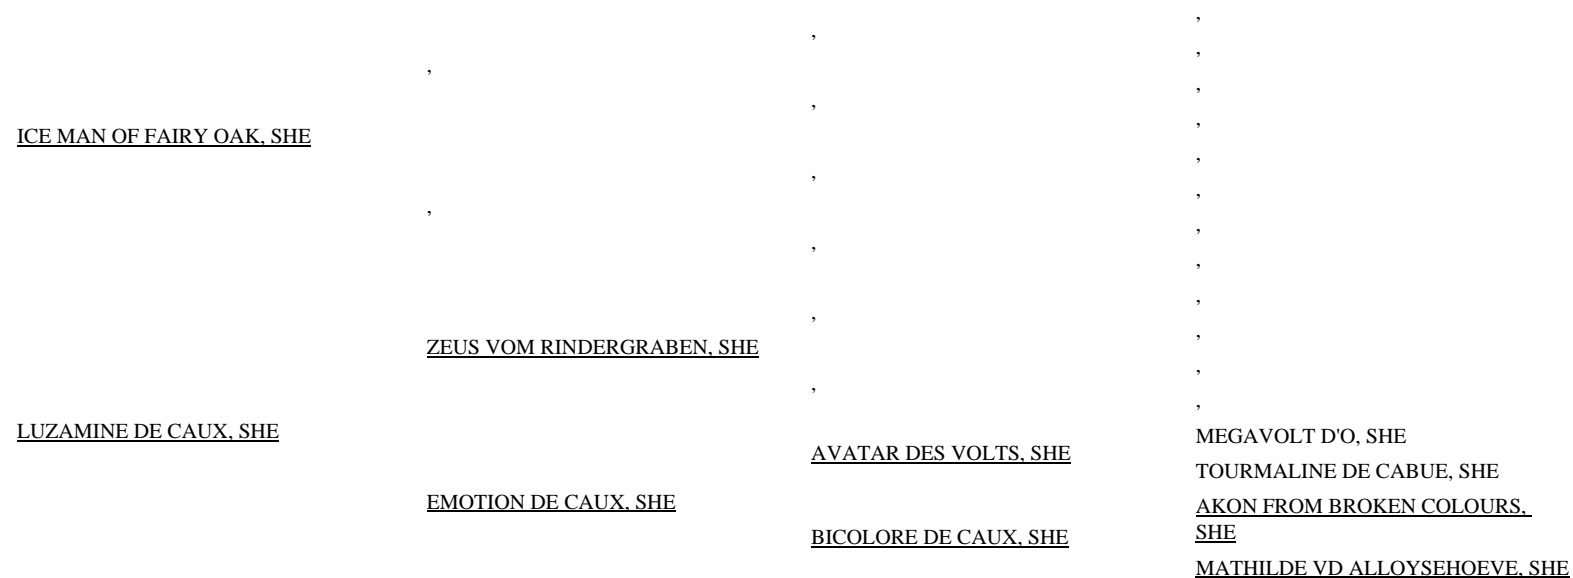 ,
,
,
,
,
,
,
ICE MAN OF FAIRY OAK, SHE
,
,
,
,
,
,
,
,
,
,
ZEUS VOM RINDERGRABEN, SHE
,
,
,
LUZAMINE DE CAUX, SHE
MEGAVOLT D'O, SHE
AVATAR DES VOLTS, SHE
TOURMALINE DE CABUE, SHE
EMOTION DE CAUX, SHE
AKON FROM BROKEN COLOURS,
SHE
BICOLORE DE CAUX, SHE
MATHILDE VD ALLOYSEHOEVE, SHE